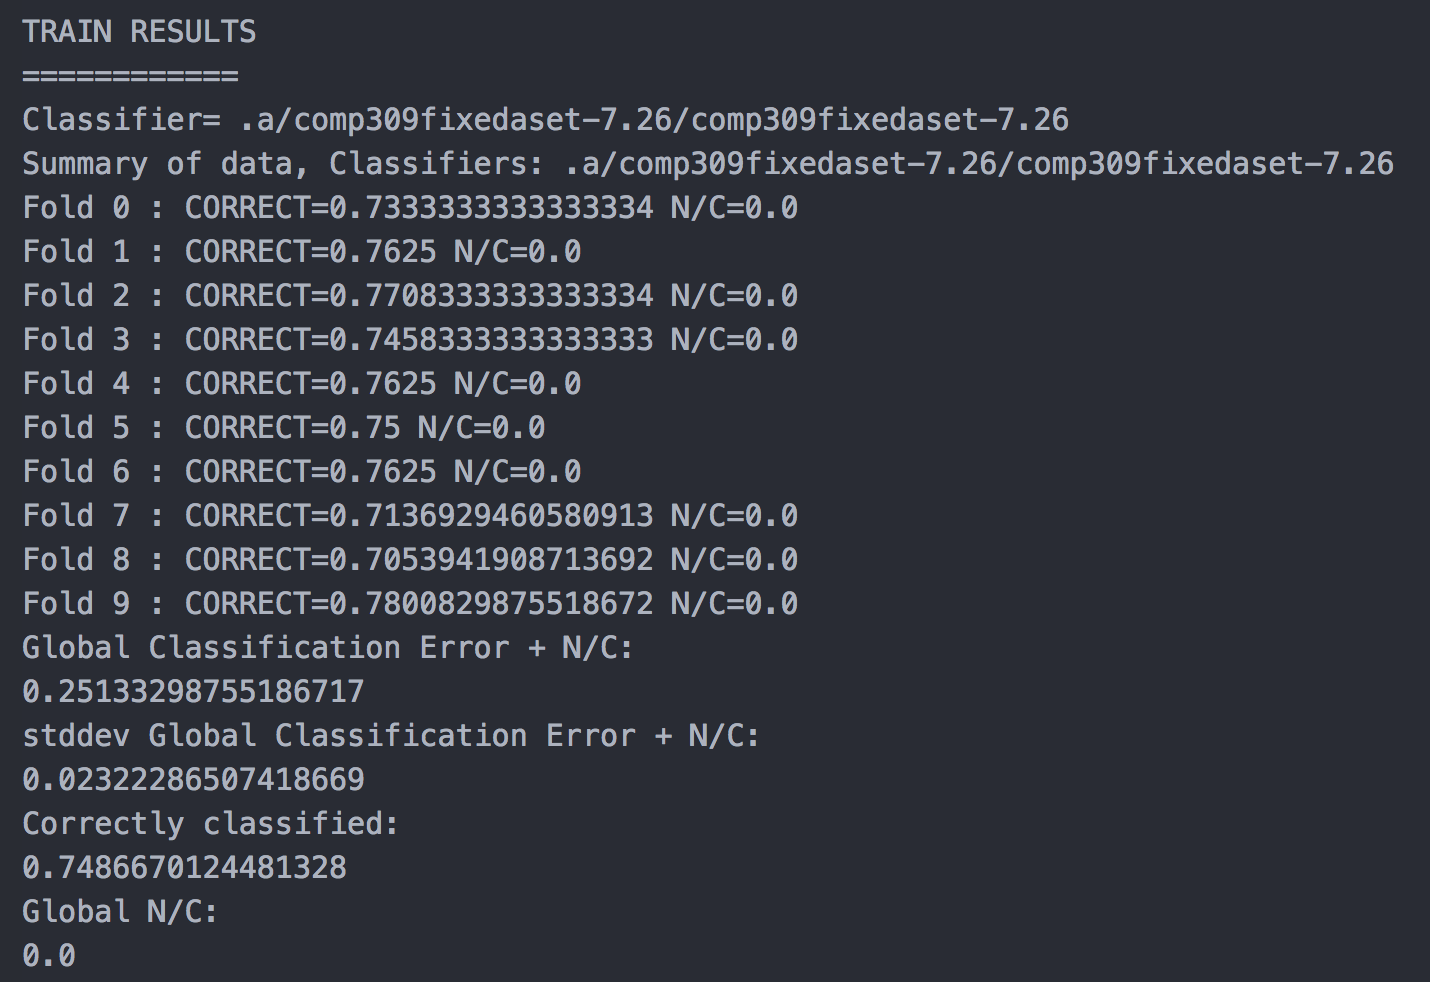 TRAIN RESULTS
============
Classifier= .a/comp309fixedaset-7.26/comp309fixedaset-7.26
Summary of data, Classifiers: .a/comp309fixedaset-7.26/comp309fixedaset-7.26
Fold 0 : CORRECT=0.7333333333333334 N/C=0.0
Fold 1 : CORRECT=0.7625 N/C=0.0
Fold 2 : CORRECT=0.7708333333333334 N/C=0.0
Fold 3 : CORRECT=0.7458333333333333 N/C=0.0
Fold 4 : CORRECT=0.7625 N/C=0.0
Fold 5 : CORRECT=0.75 N/C=0.0
Fold 6 : CORRECT=0.7625 N/C=0.0
Fold 7 : CORRECT=0.7136929460580913 N/C=0.0
Fold 8 : CORRECT=0.7053941908713692 N/C=0.0
Fold 9 : CORRECT=0.7800829875518672 N/C=0.0
Global Classification Error + N/C:
0.25133298755186717
stddev Global Classification Error + N/C:
0.02322286507418669
Correctly classified:
0.7486670124481328
Global N/C:
0.0